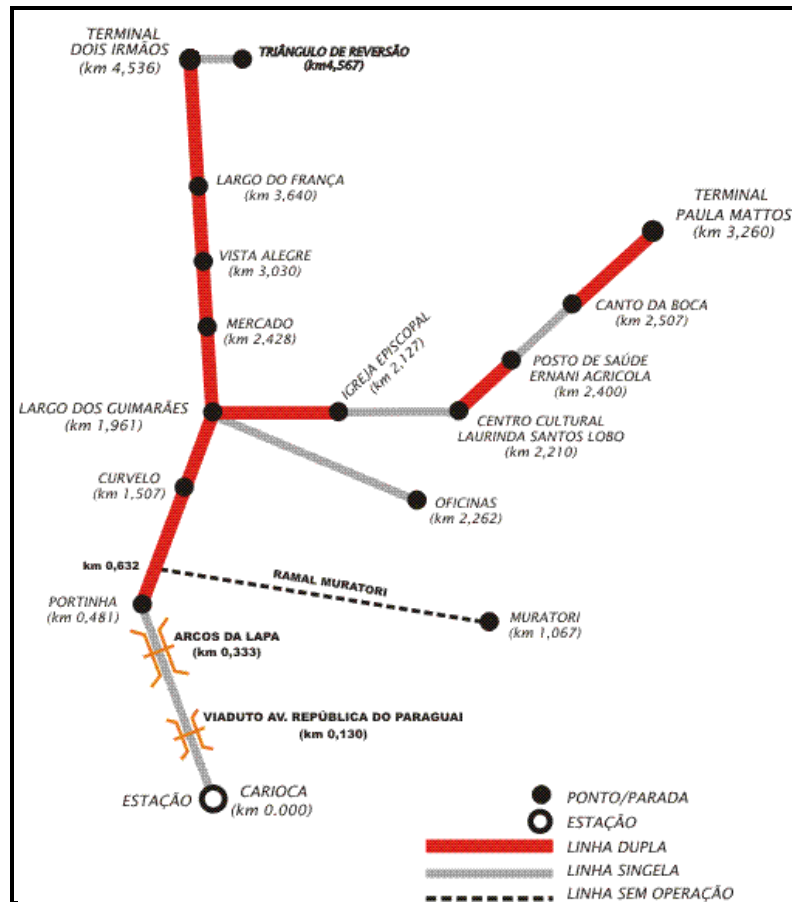 TERMINAL
DOIS IRMÃOS
(km 4,536)
TRIÂNGULO DE REVERSÃO
(km4,567)
LARGO DO FRANÇA
(km 3,640)
TERMINAL
PAULA MATTOS
(km 3,260)
VISTA ALEGRE
(km 3,030)
CANTO DA BOCA
(km 2,507)
MERCADO
(km 2,428)
IGREJA EPISCOPAL
(km 2,127)
POSTO DE SAÚDE
ERNANI AGRICOLA
(km 2,400)
LARGO DOS GUIMARÃES
(km 1,961)
CENTRO CULTURAL
LAURINDA SANTOS LOBO
(km 2,210)
CURVELO
(km 1,507)
OFICINAS
(km 2,262)
km 0,632
RAMAL MURATORI
PORTINHA
(km 0,481)
MURATORI
(km 1,067)
ARCOS DA LAPA
(km 0,333)
VIADUTO AV. REPÚBLICA DO PARAGUAI
(km 0,130)
ESTAÇÃO
CARIOCA
(km 0.000)
PONTO/PARADA
ESTAÇÃO
LINHA DUPLA
LINHA SINGELA
LINHA SEM OPERAÇÃO